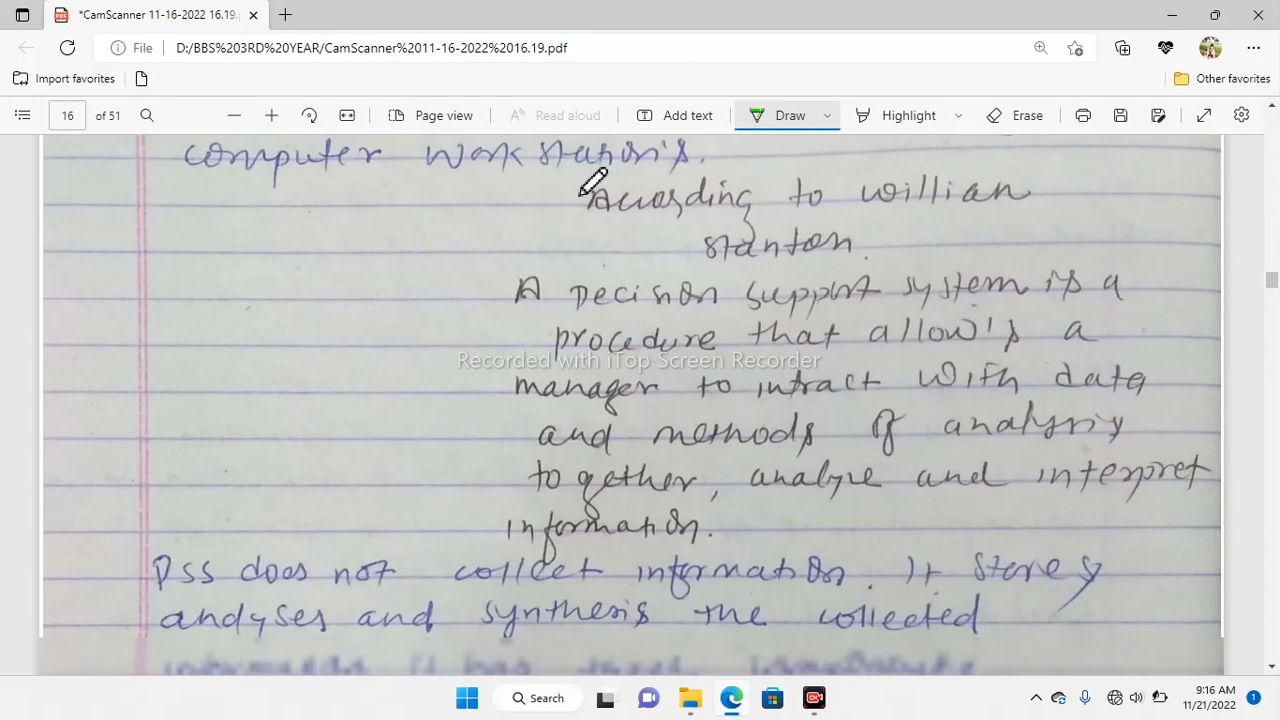 *CamScanner 11-16-2022 16.19.p
File D:/BBS%203RD%20YEAR/CamScanner%2011-16-2022%2016.19.pdf
Import favorites
Other favorites
16 of 51 Page view Read aloud Add text Draw Highlight Erase
computer work station's.
According to willian
stanton.
A Decision support system is a
procedure that allow's a
Recorded with iTop Screen Recorder
manager to intract with data
and methods of analysis
together, analyze and interpret
information.
DSS does not collect information. It stores
analyses and synthesis the collected
Search
9:16 AM
11/21/2022
1